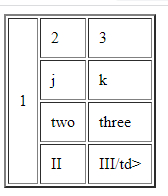 1 2 3
j k
two three
II III/td>